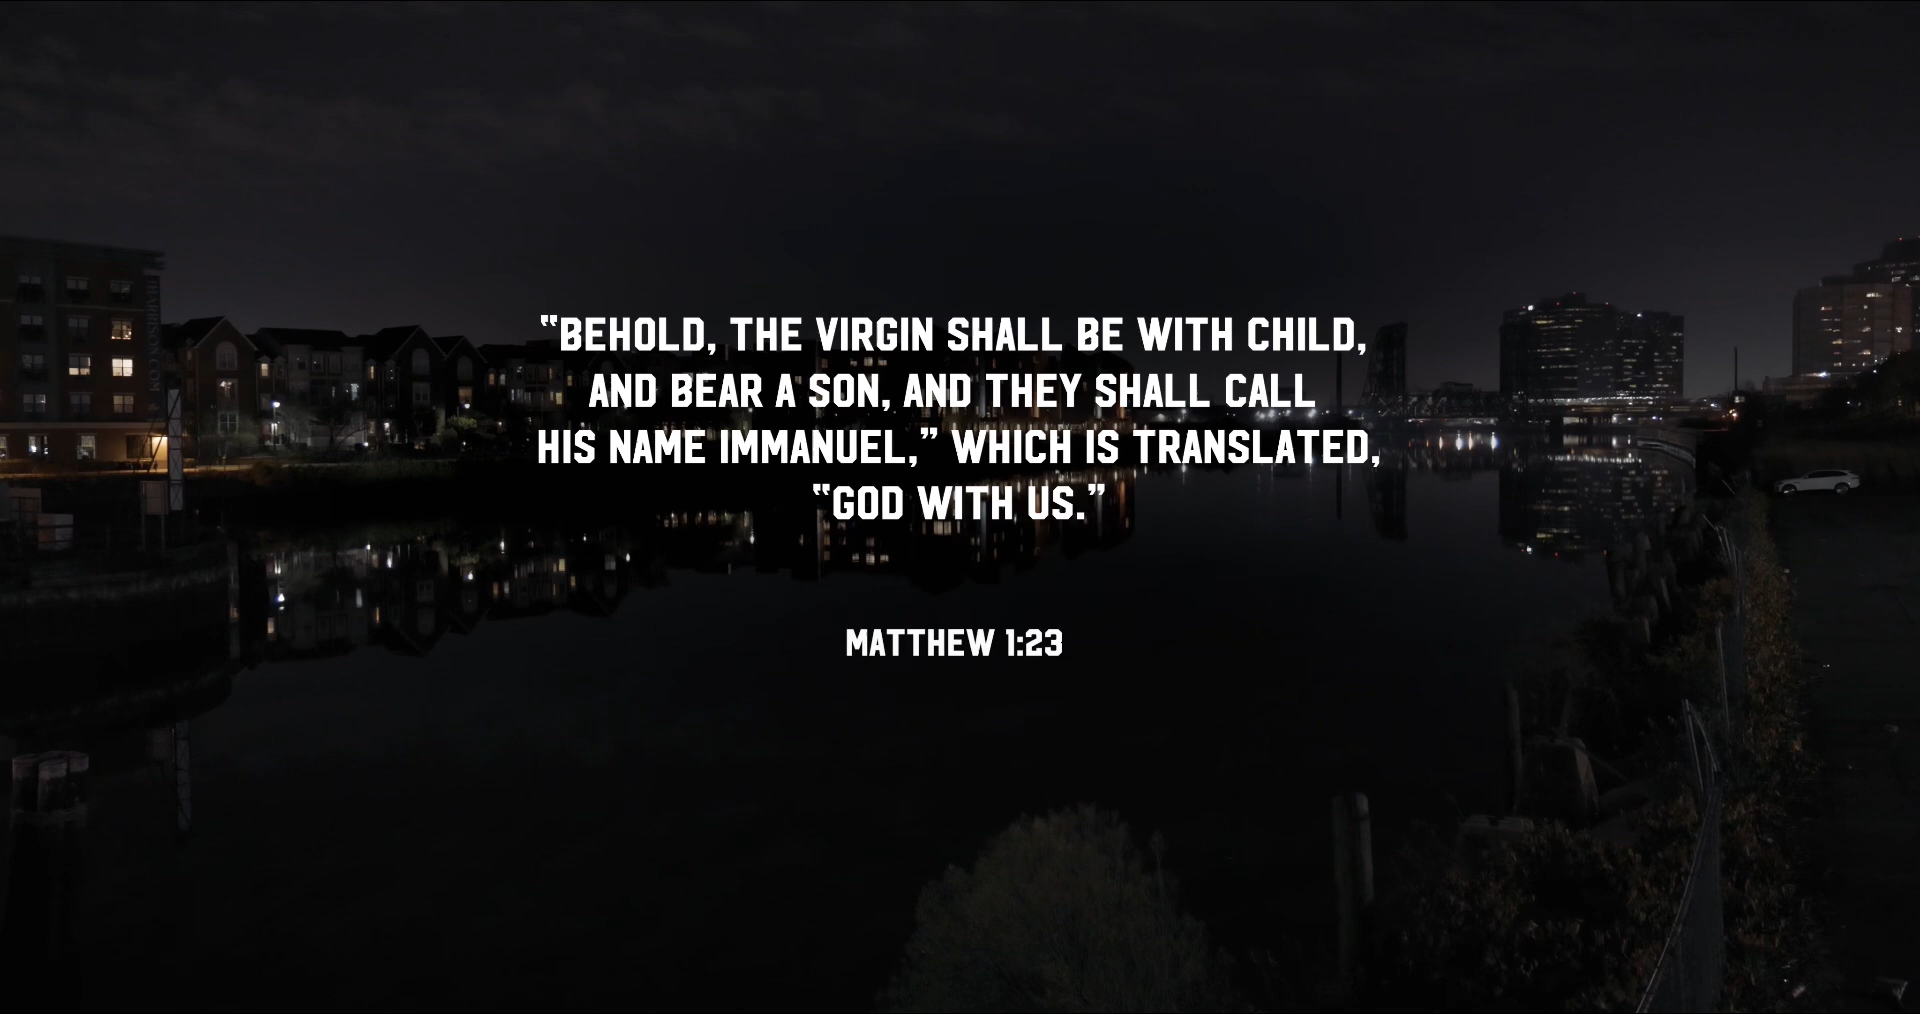 “BEHOLD, THE VIRGIN SHALL BE WITH CHILD,
AND BEAR A SON, AND THEY SHALL CALL
HIS NAME IMMANUEL,” WHICH IS TRANSLATED,
“GOD WITH US.”
MATTHEW 1:23